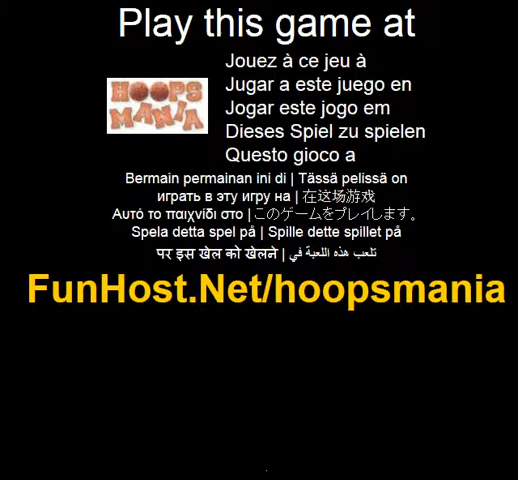 Play this game at
HOOPS
MANIA
Jouez à ce jeu à
Jugar a este juego en
Jogar este jogo em
Dieses Spiel zu spielen
Questo gioco a
Bermain permainan ini di | Tässä pelissä on
играть в эту игру на | 在这场游戏
Αυτό το παιχνίδι στο | このゲームをプレイします。
Spela detta spel på | Spille dette spillet på
पर इस खेल को खेलने | تلعب هذه اللعبة في
FunHost.Net/hoopsmania